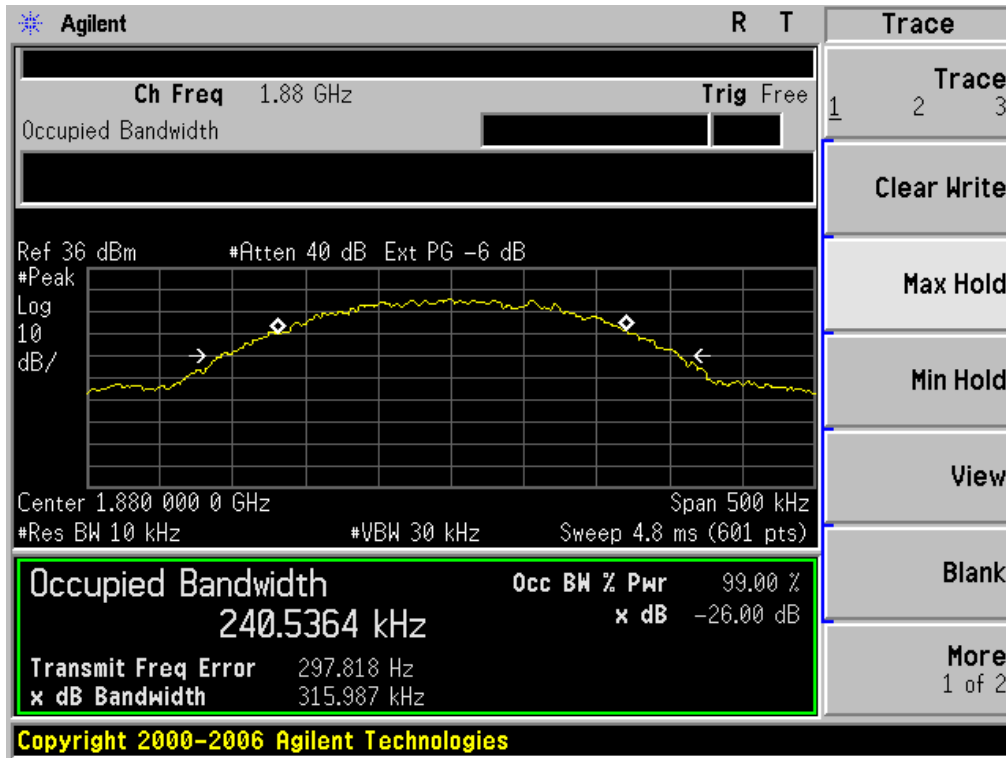 Agilent R T
Ch Freq 1.88 GHz Trig Free
Occupied Bandwidth
Ref 36 dBm #Atten 40 dB Ext PG -6 dB
#Peak
Log
10
dB/
Center 1.880 000 0 GHz Span 500 kHz
#Res BW 10 kHz #VBW 30 kHz Sweep 4.8 ms (601 pts)
Occupied Bandwidth
240.5364 kHz
Occ BW % Pwr 99.00 %
x dB -26.00 dB
Transmit Freq Error 297.818 Hz
x dB Bandwidth 315.987 kHz
Copyright 2000-2006 Agilent Technologies
Trace
Trace
1 2 3
Clear Write
Max Hold
Min Hold
View
Blank
More
1 of 2